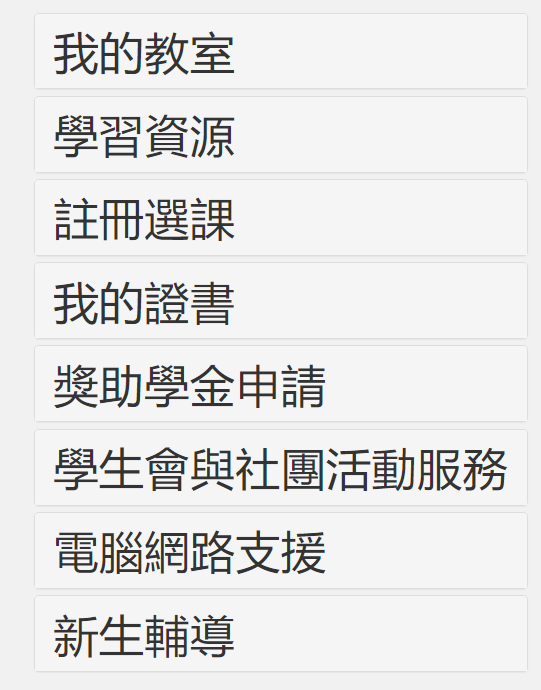 我的教室
學習資源
註冊選課
我的證書
獎助學金申請
學生會與社團活動服務
電腦網路支援
新生輔導